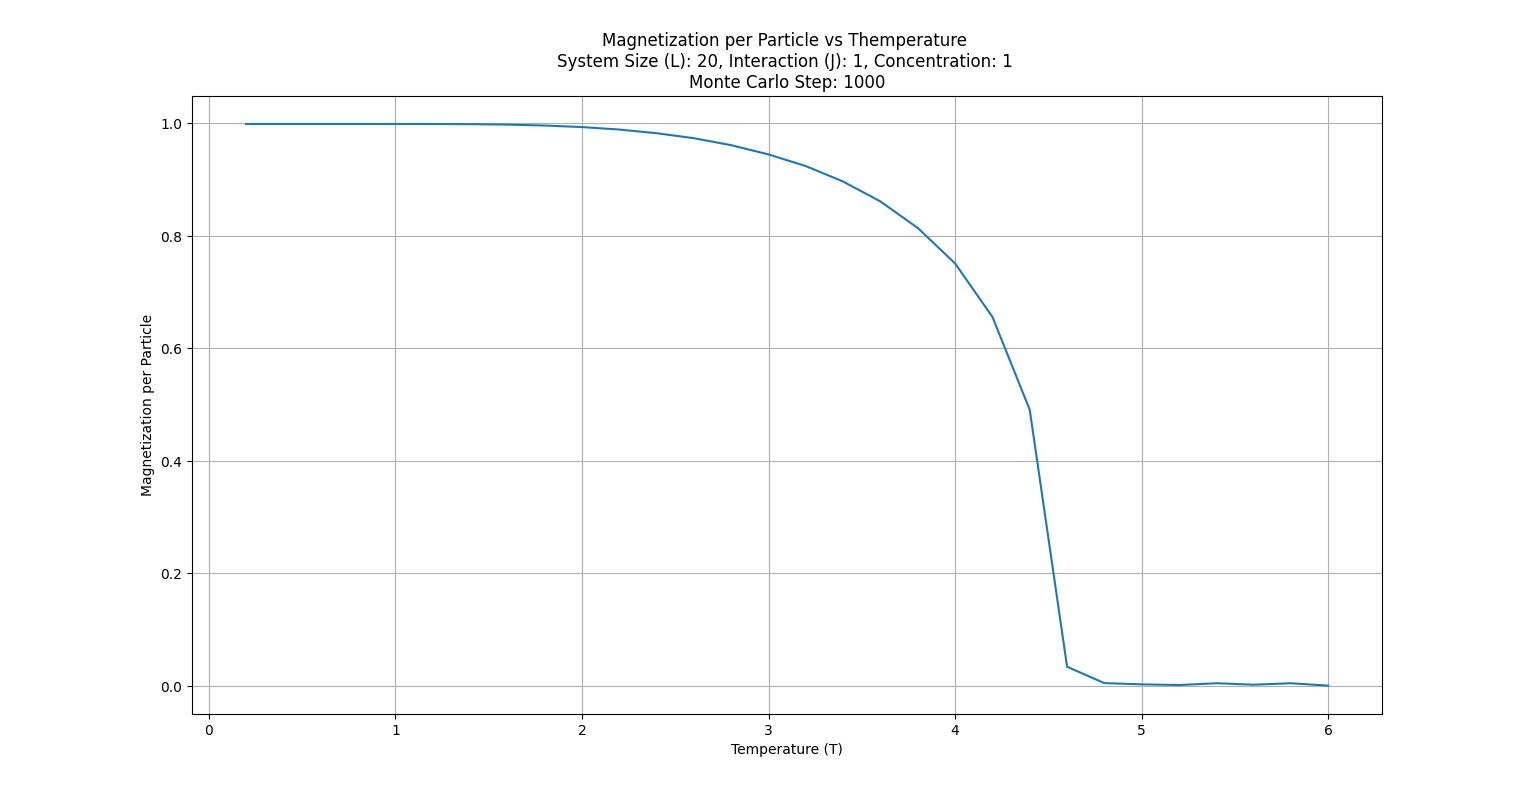 Magnetization per Particle vs Themperature
System Size (L): 20, Interaction (J): 1, Concentration: 1
Monte Carlo Step: 1000
1.0
0.8
0.6
0.4
0.2
0.0
Magnetization per Particle
0 1 2 3 4 5 6
Temperature (T)